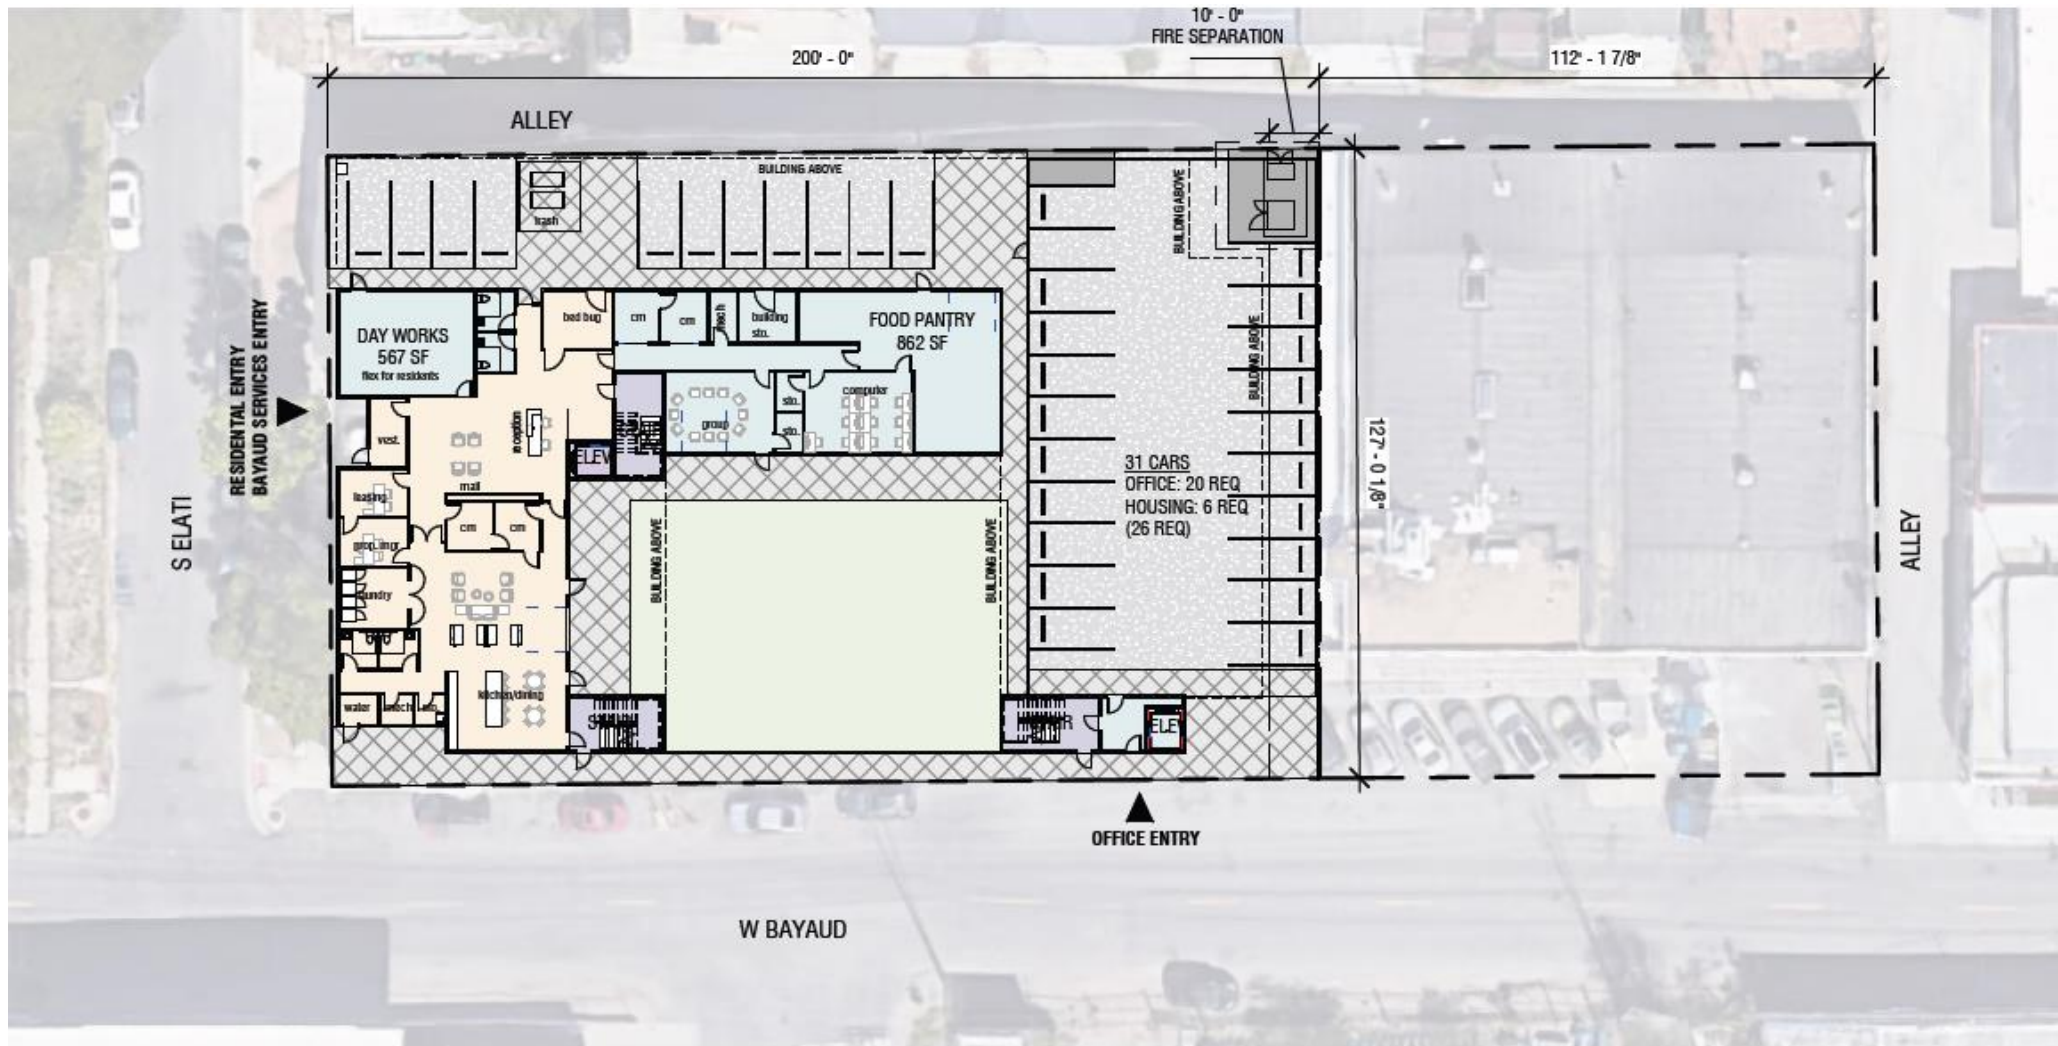 10' - 0"
FIRE SEPARATION
200' - 0"
112' - 1 7/8"
ALLEY
BUILDING ABOVE
trash
BUILDING ABOVE
BUILDING ABOVE
RESIDENTAL ENTRY
BAYAUD SERVICES ENTRY
DAY WORKS
567 SF
flex for residents
bed bug
cm
cm
mech
building
sto.
FOOD PANTRY
862 SF
vest.
reception
ELEV
group
sto.
sto.
computer
mail
leasing
cm
cm
prop. mgr
laundry
kitchen/dining
water
mech
BUILDING ABOVE
BUILDING ABOVE
31 CARS
OFFICE: 20 REQ
HOUSING: 6 REQ
(26 REQ)
127' - 0 1/8"
S ELATI
ALLEY
ELEV
OFFICE ENTRY
W BAYAUD